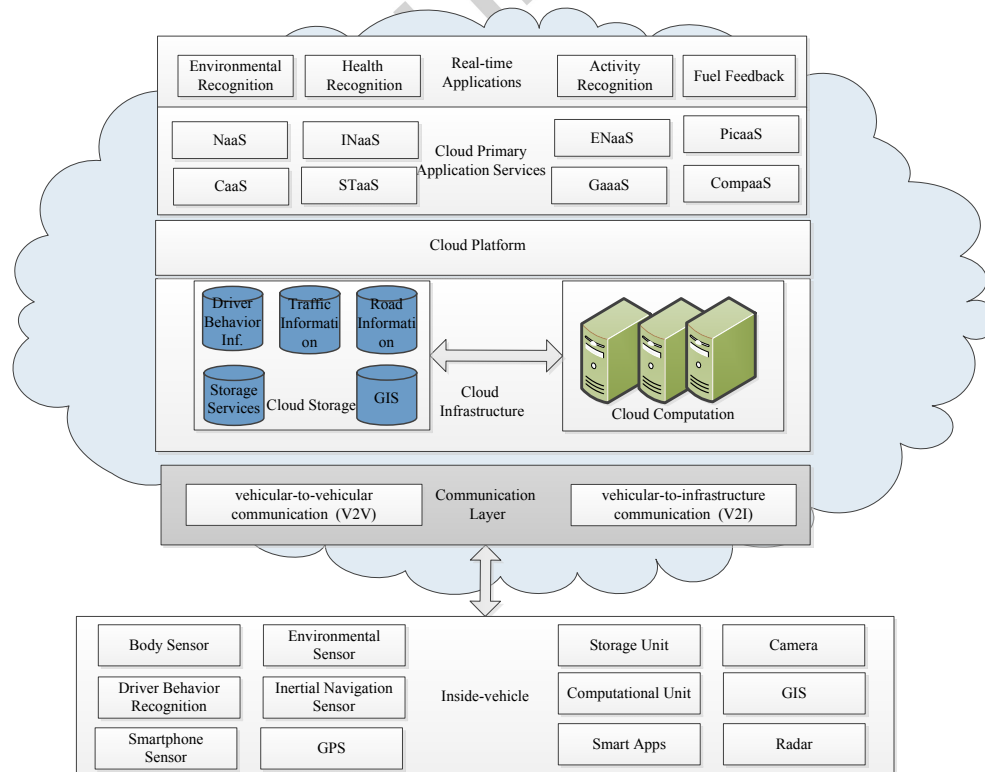 Environmental
Recognition
Health
Recognition
Real-time
Applications
Activity
Recognition
Fuel Feedback
NaaS
INaaS
ENaaS
PicaaS
Cloud Primary
Application Services
CaaS
STaaS
GaaaS
CompaaS
Cloud Platform
Driver
Behavior
Inf.
Traffic
Informati
on
Road
Informati
on
Storage
Services
Cloud Storage
GIS
Cloud
Infrastructure
Cloud Computation
vehicular-to-vehicular
communication (V2V)
Communication
Layer
vehicular-to-infrastructure
communication (V2I)
Body Sensor
Environmental
Sensor
Storage Unit
Camera
Driver Behavior
Recognition
Inertial Navigation
Sensor
Inside-vehicle
Computational Unit
GIS
Smartphone
Sensor
GPS
Smart Apps
Radar